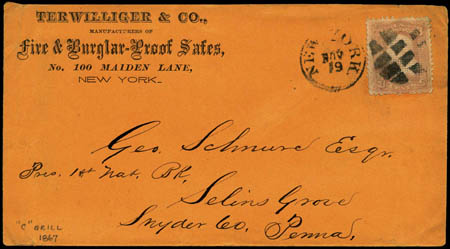 TERWILLIGER & CO.,
MANUFACTURERS OF
Fire & Burglar-Proof Safes,
No. 100 MAIDEN LANE,
NEW YORK.
NEW YORK
NOV
19
Geo. Schnure Esqr.
Pres. 1st Nat. Bk,
Selins Grove
Snyder Co. Penna.
"C" GRILL
1867